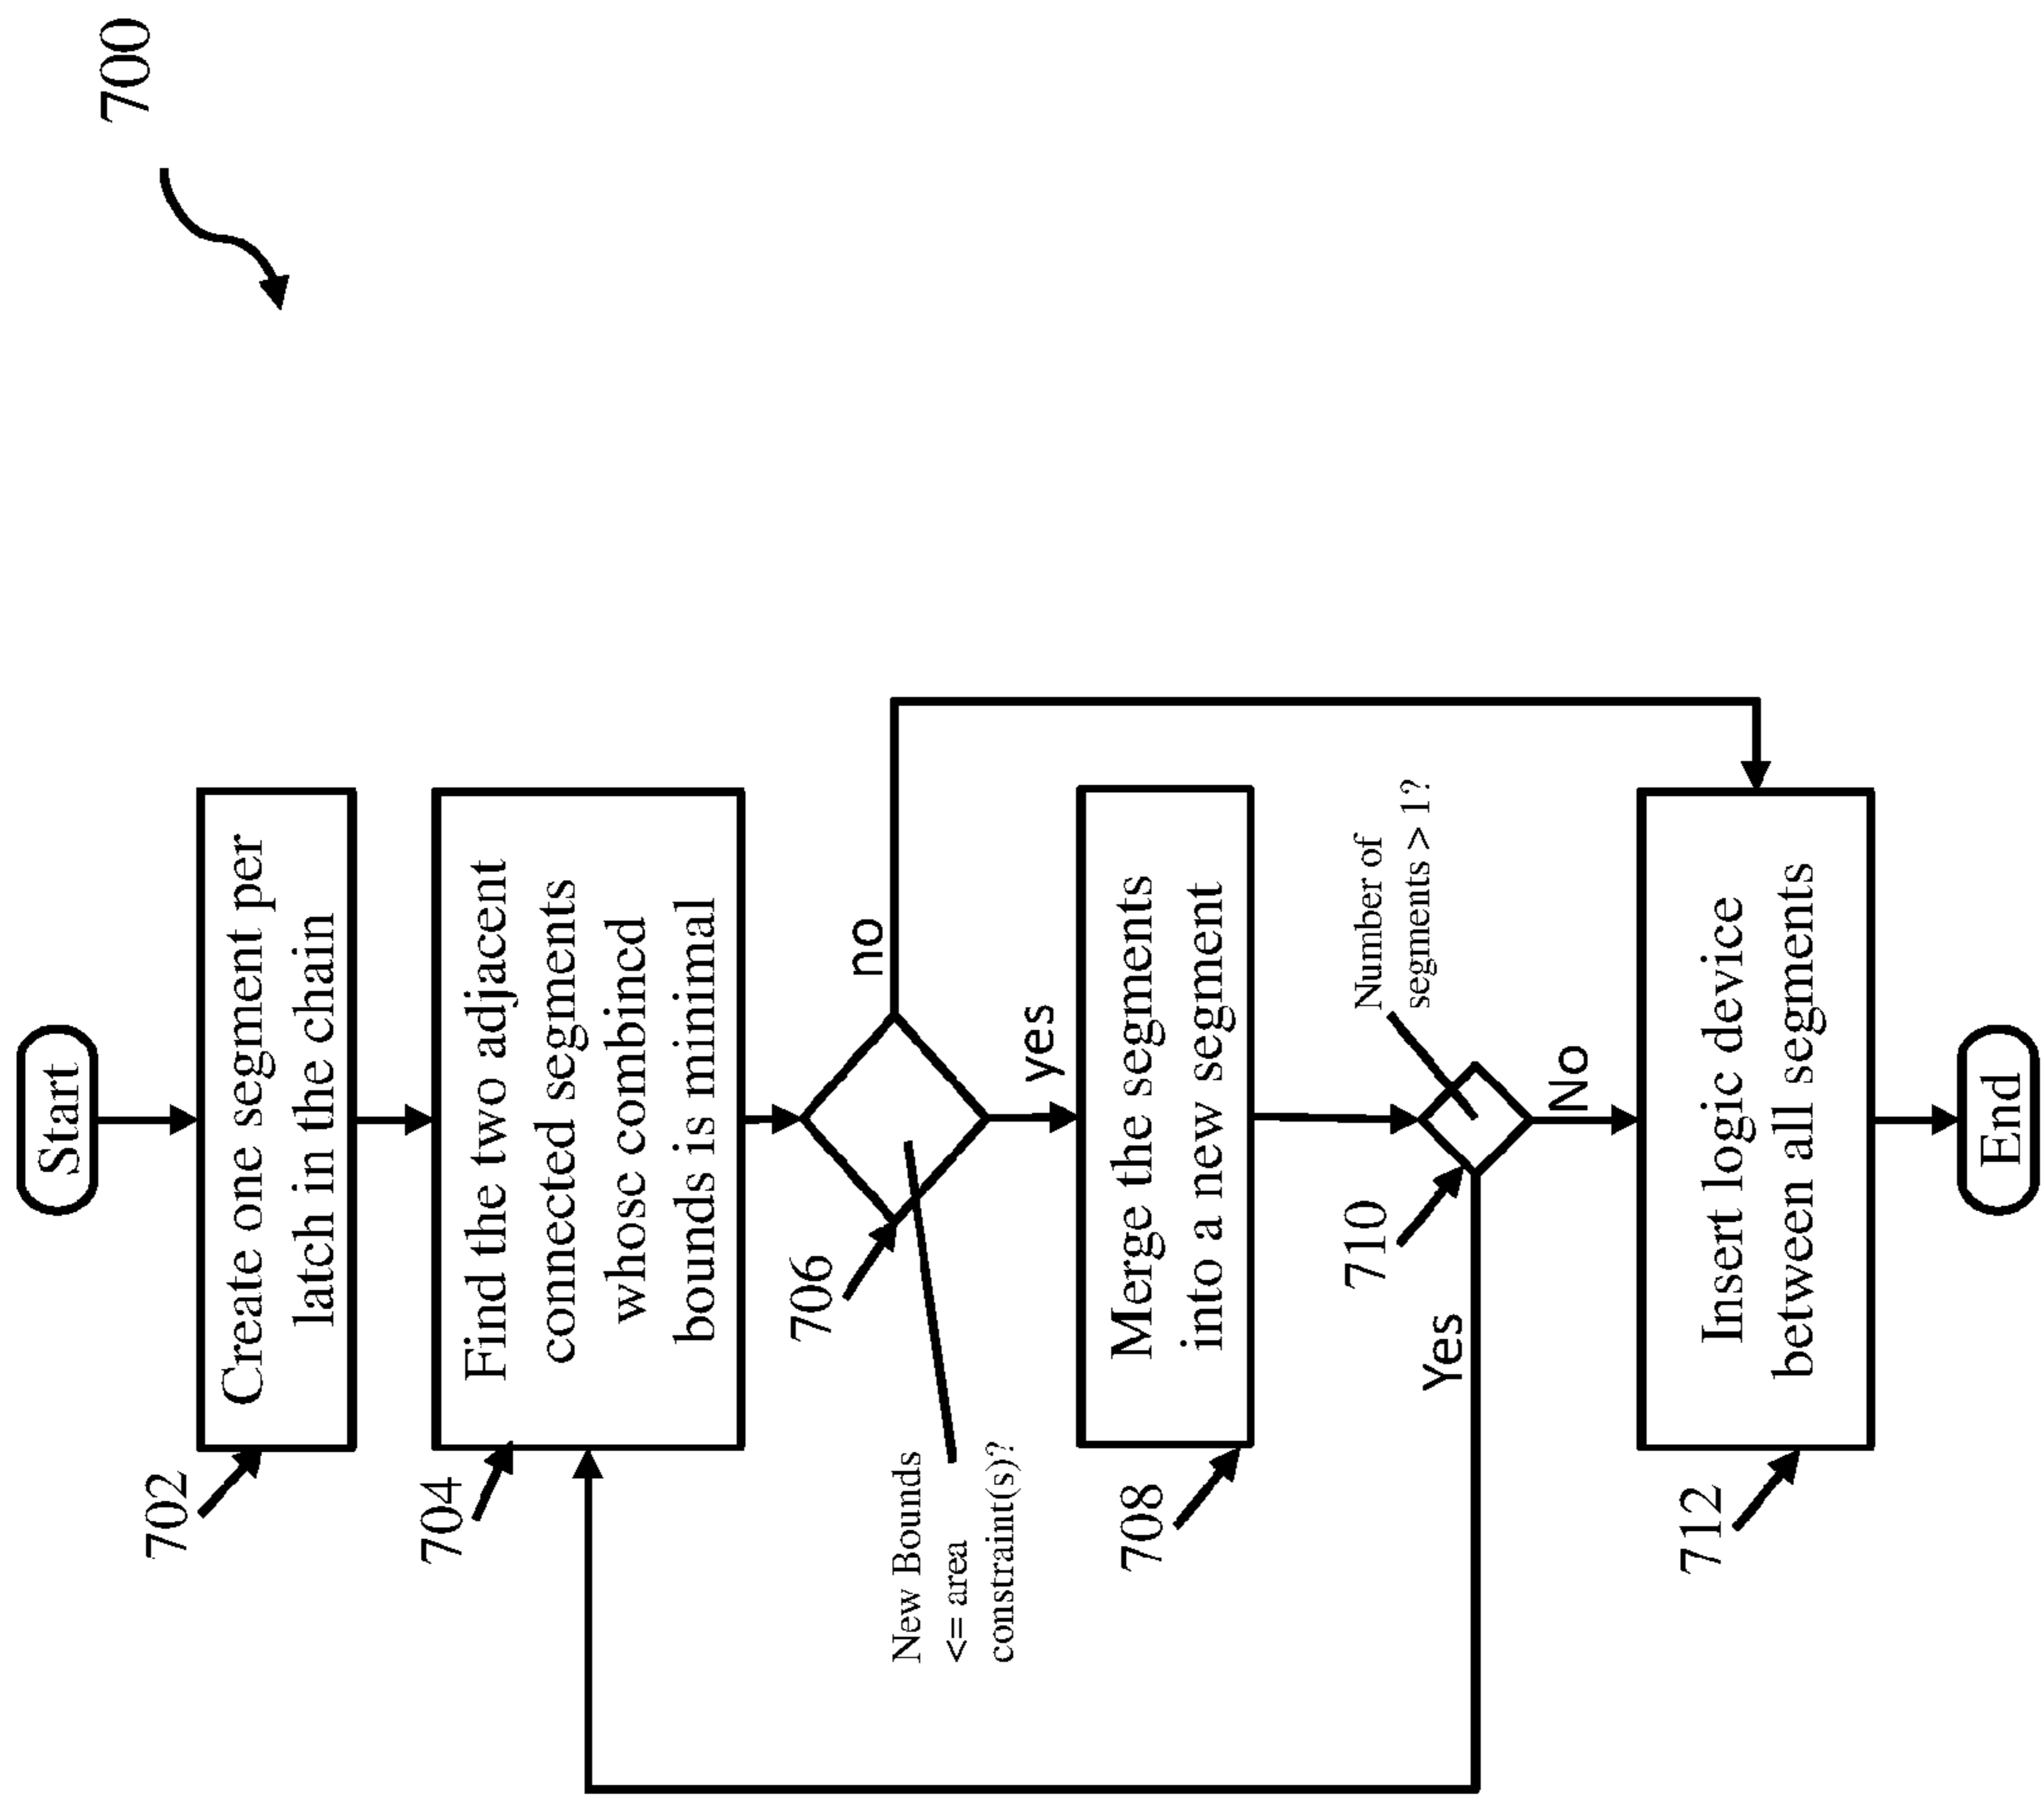 700
Start
702
Create one segment per
latch in the chain
704
Find the two adjacent
connected segments
whose combined
bounds is minimal
706
New Bounds
<= area
constraint(s)?
no
yes
708
Merge the segments
into a new segment
710
Number of
segments > 1?
Yes
No
712
Insert logic device
between all segments
End